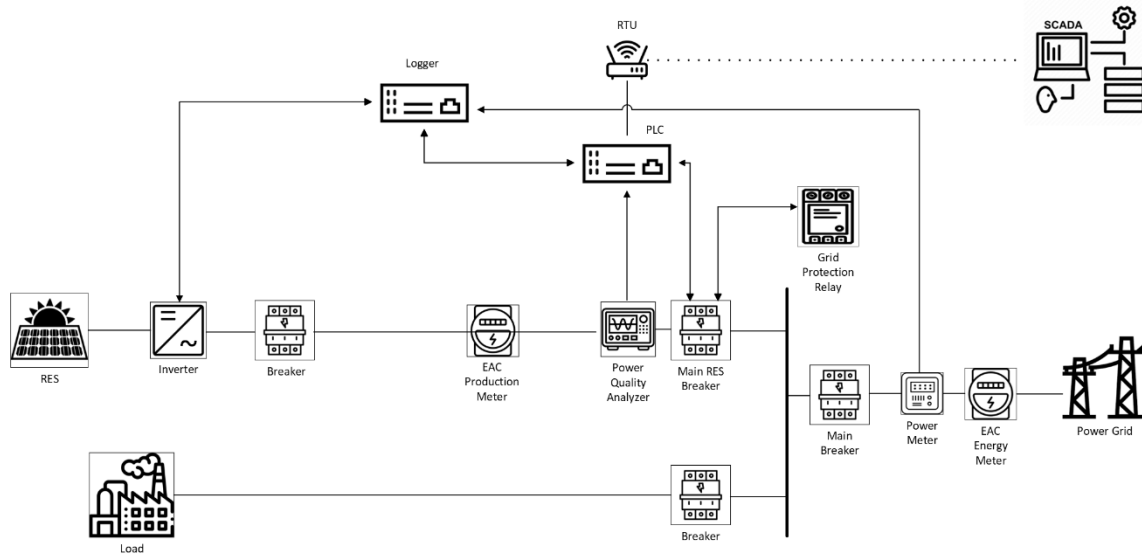 SCADA
RTU
Logger
PLC
Grid
Protection
Relay
RES
Inverter
Breaker
EAC
Production
Meter
Power
Quality
Analyzer
Main RES
Breaker
Main
Breaker
Power
Meter
EAC
Energy
Meter
Power Grid
Load
Breaker